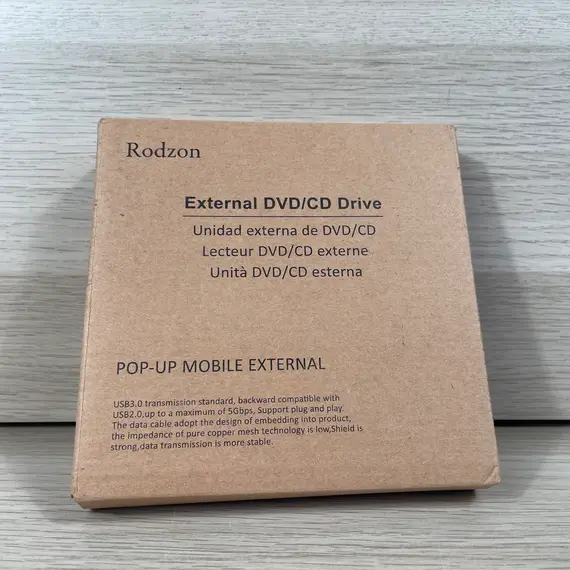 Rodzon
External DVD/CD Drive
Unidad externa de DVD/CD
Lecteur DVD/CD externe
Unità DVD/CD esterna
POP-UP MOBILE EXTERNAL
USB3.0 transmission standard, backward compatible with
USB2.0,up to a maximum of 5Gbps, Support plug and play.
The data cable adopt the design of embedding into product,
the impedance of pure copper mesh technology is low,Shield is
strong,data transmission is more stable.